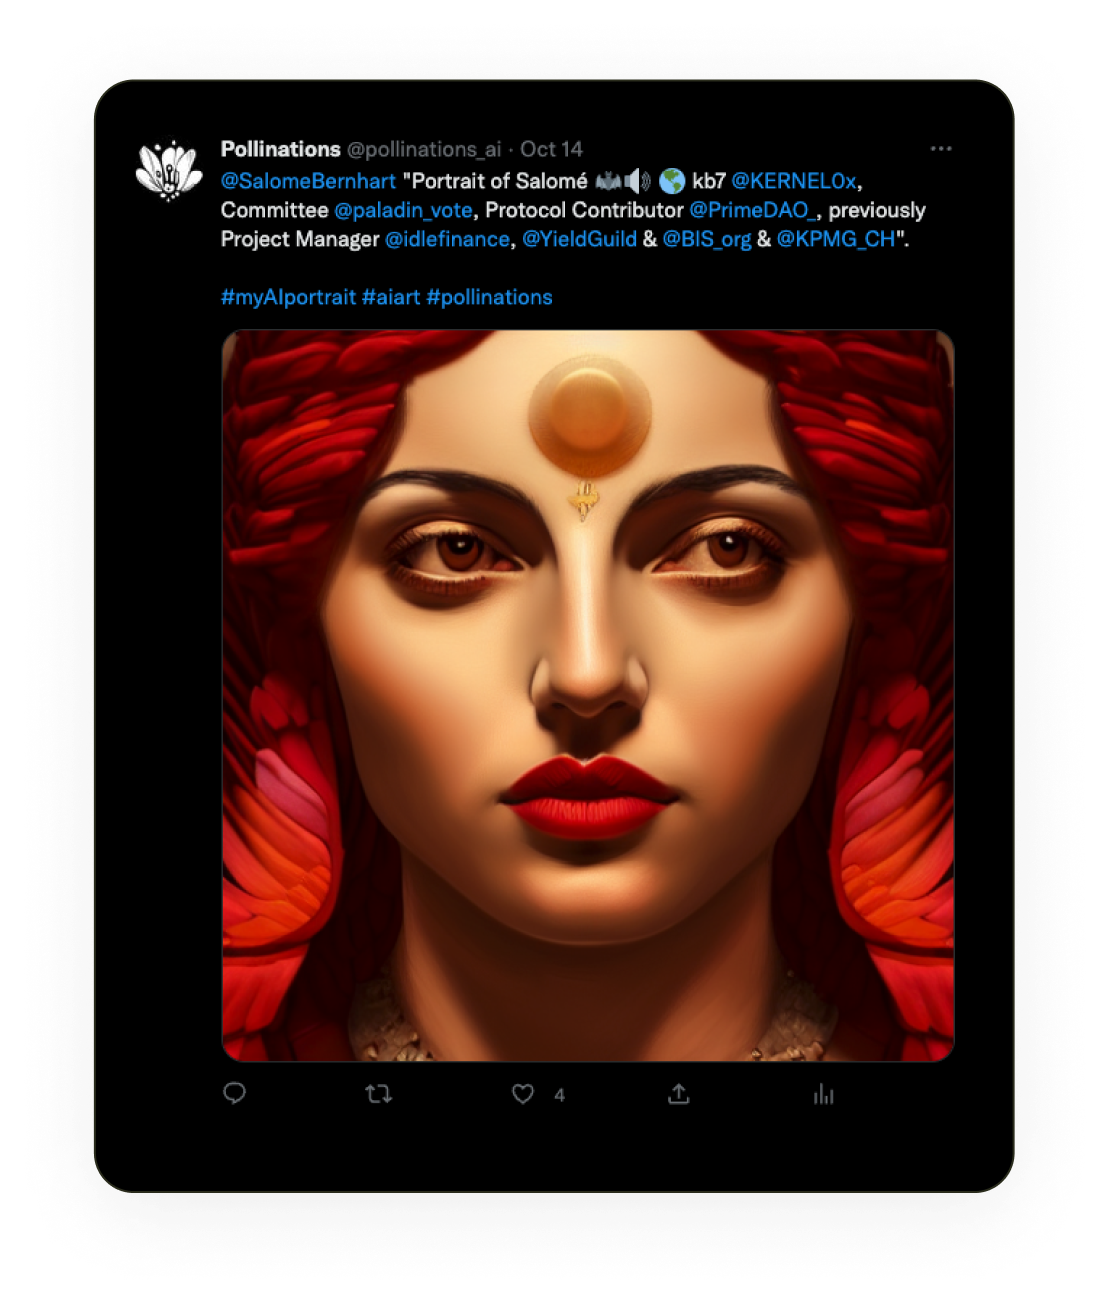 Pollinations @pollinations_ai · Oct 14
@SalomeBernhart "Portrait of Salomé 🦇🔊 🌎 kb7 @KERNEL0x,
Committee @paladin_vote, Protocol Contributor @PrimeDAO_, previously
Project Manager @idlefinance, @YieldGuild & @BIS_org & @KPMG_CH".
#myAIportrait #aiart #pollinations
4